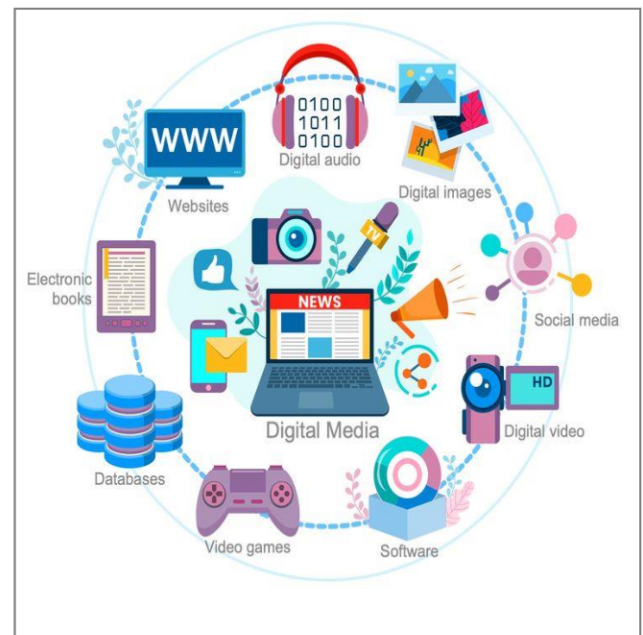 0100
1011
0100
Digital audio
WWW
Websites
Digital images
TV
Electronic
books
NEWS
Social media
HD
Digital video
Digital Media
Databases
Video games
Software